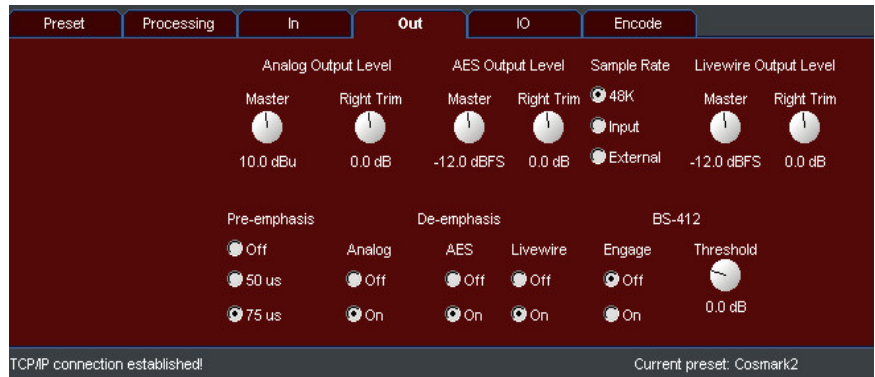 Preset Processing In Out IO Encode
Analog Output Level AES Output Level Sample Rate Livewire Output Level
Master Right Trim Master Right Trim 48K Master Right Trim
Input
10.0 dBu 0.0 dB -12.0 dBFS 0.0 dB External -12.0 dBFS 0.0 dB
Pre-emphasis De-emphasis BS-412
Off Analog AES Livewire Engage Threshold
50 us Off Off Off Off
75 us On On On On 0.0 dB
TCP/IP connection established! Current preset: Cosmark2